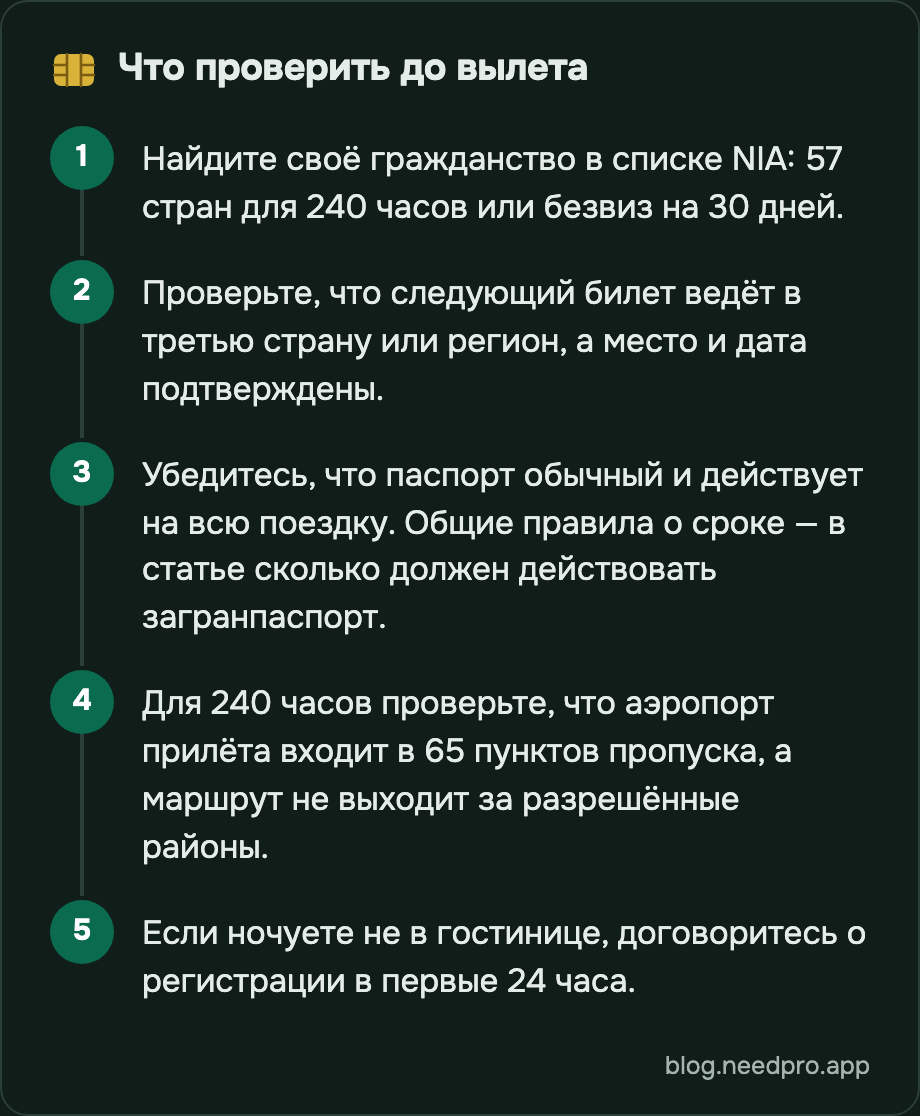 Что проверить до вылета
1
Найдите своё гражданство в списке NIA: 57
стран для 240 часов или безвиз на 30 дней.
2
Проверьте, что следующий билет ведёт в
третью страну или регион, а место и дата
подтверждены.
3
Убедитесь, что паспорт обычный и действует
на всю поездку. Общие правила о сроке — в
статье сколько должен действовать
загранпаспорт.
4
Для 240 часов проверьте, что аэропорт
прилёта входит в 65 пунктов пропуска, а
маршрут не выходит за разрешённые
районы.
5
Если ночуете не в гостинице, договоритесь о
регистрации в первые 24 часа.
blog.needpro.app